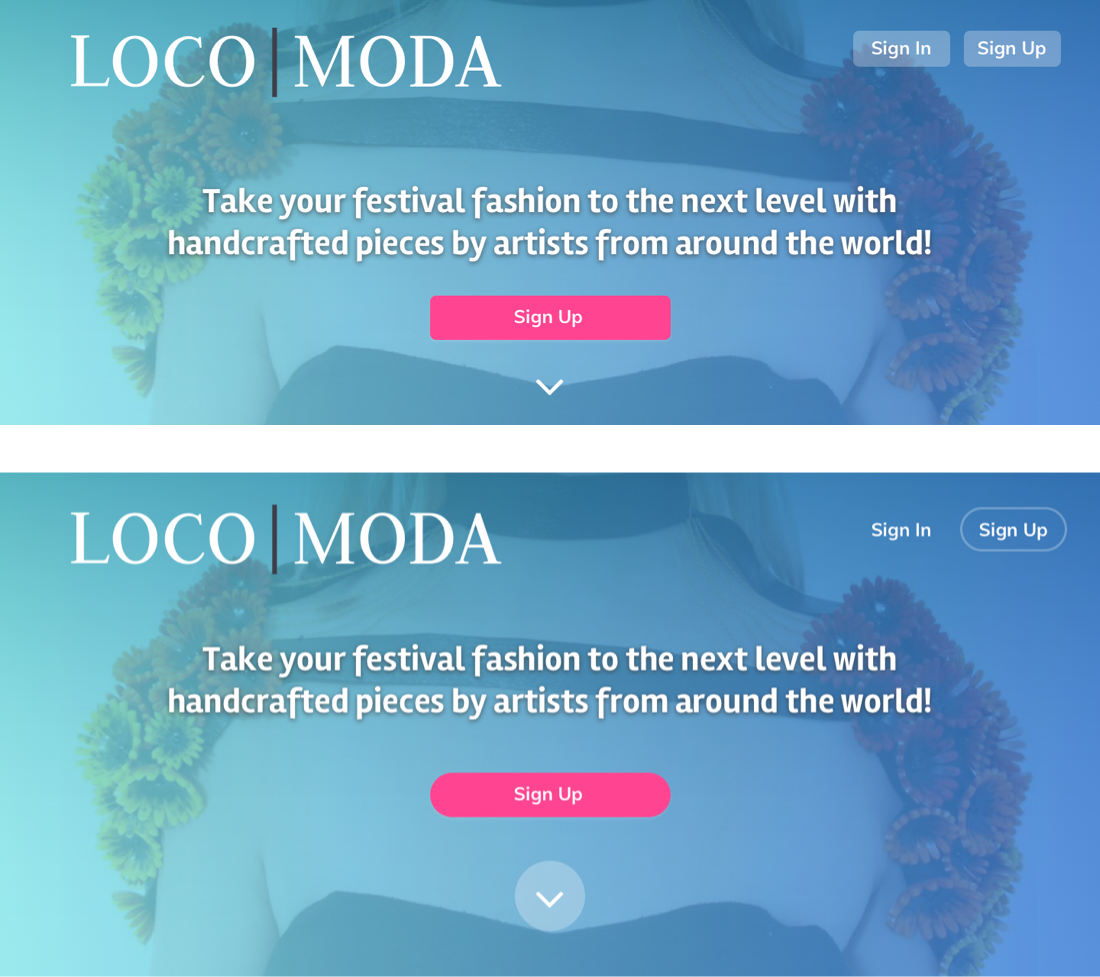 LOCO | MODA
Sign In
Sign Up
Take your festival fashion to the next level with
handcrafted pieces by artists from around the world!
Sign Up
LOCO | MODA
Sign In
Sign Up
Take your festival fashion to the next level with
handcrafted pieces by artists from around the world!
Sign Up